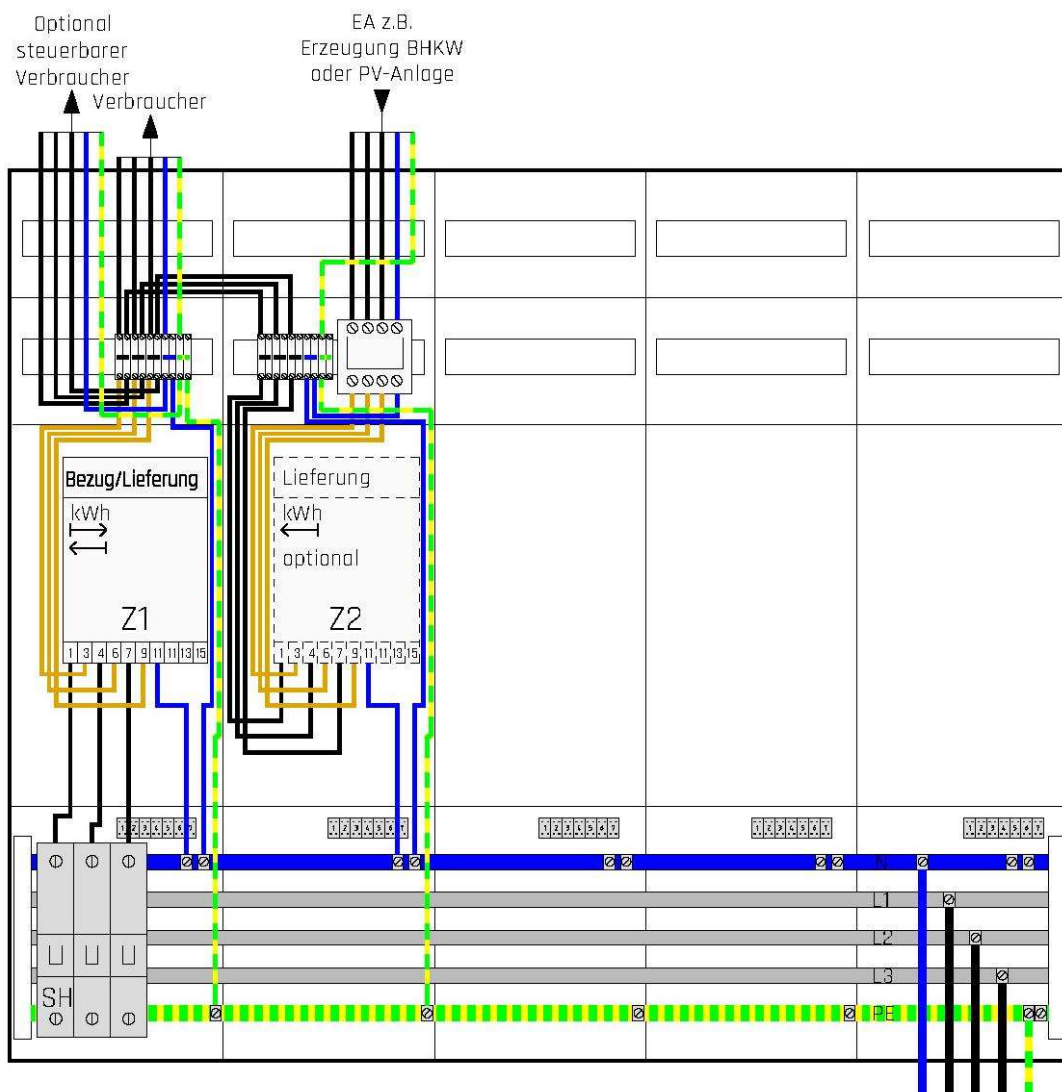 Optional
steuerbarer
Verbraucher
Verbraucher
EA z.B.
Erzeugung BHKW
oder PV-Anlage
Bezug/Lieferung
kWh
Z1
1 3 4 6 7 9 11 11 13 15
Lieferung
kWh
optional
Z2
1 3 4 6 7 9 11 11 13 15
1 2 3 4 5 6 7
1 2 3 4 5 6 7
1 2 3 4 5 6 7
1 2 3 4 5 6 7
1 2 3 4 5 6 7
N
L1
L2
L3
SH
PE